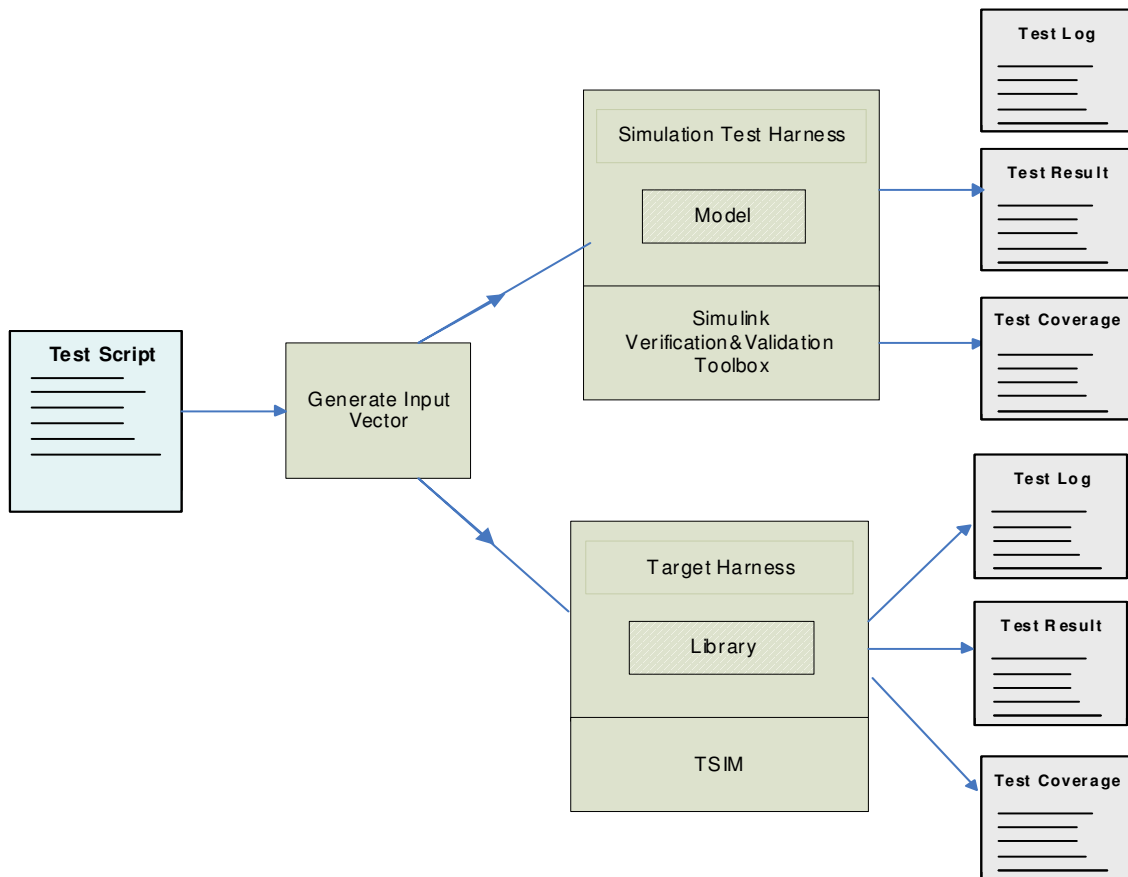 Test Log
Simulation Test Harness
Test Result
Model
Simulink
Verification&Validation
Toolbox
Test Coverage
Test Script
Generate Input
Vector
Test Log
Target Harness
Test Result
Library
TSIM
Test Coverage